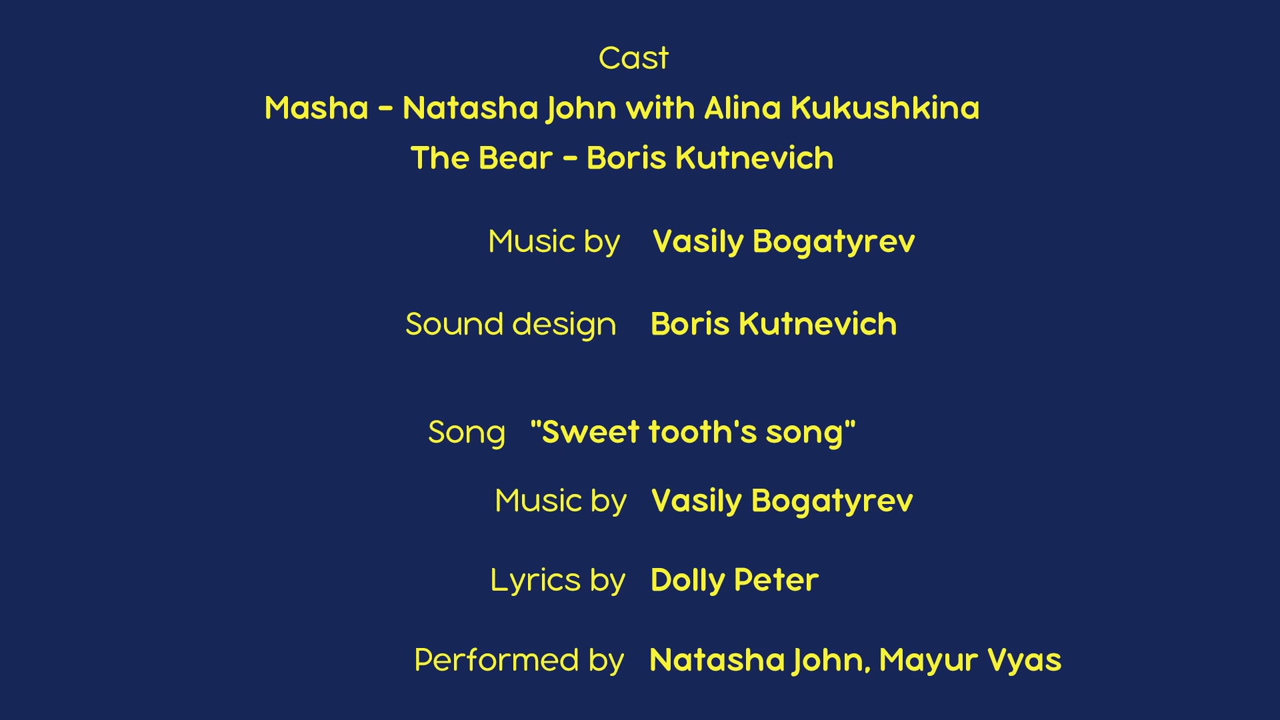 Cast
Masha - Natasha John with Alina Kukushkina
The Bear - Boris Kutnevich
Music by Vasily Bogatyrev
Sound design Boris Kutnevich
Song "Sweet tooth's song"
Music by Vasily Bogatyrev
Lyrics by Dolly Peter
Performed by Natasha John, Mayur Vyas